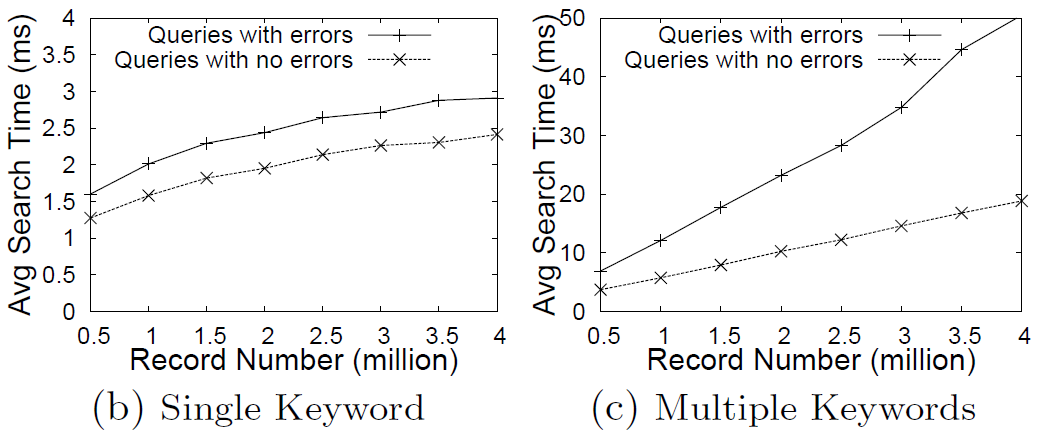 Avg Search Time (ms)
4
3.5
3
2.5
2
1.5
1
0.5
0
Queries with errors
Queries with no errors
0.5 1 1.5 2 2.5 3 3.5 4
Record Number (million)
(b) Single Keyword
Avg Search Time (ms)
50
40
30
20
10
0
Queries with errors
Queries with no errors
0.5 1 1.5 2 2.5 3 3.5 4
Record Number (million)
(c) Multiple Keywords